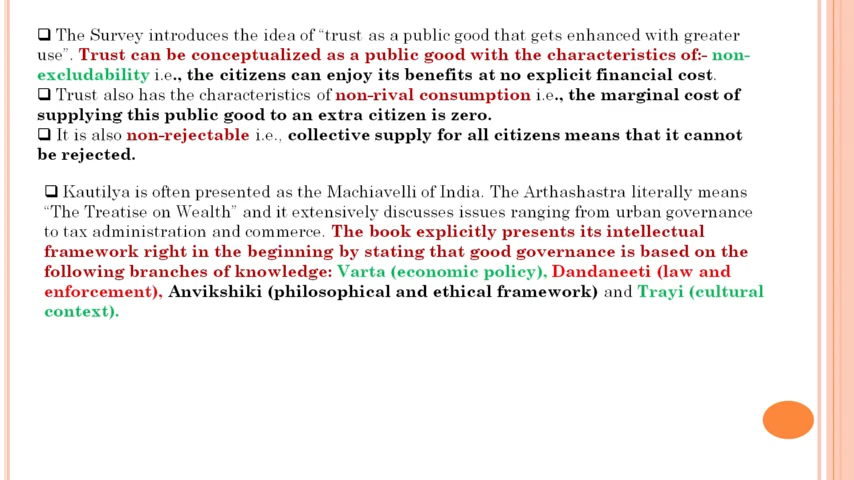 ❑ The Survey introduces the idea of “trust as a public good that gets enhanced with greater
use”. Trust can be conceptualized as a public good with the characteristics of:- non-
excludability i.e., the citizens can enjoy its benefits at no explicit financial cost.
❑ Trust also has the characteristics of non-rival consumption i.e., the marginal cost of
supplying this public good to an extra citizen is zero.
❑ It is also non-rejectable i.e., collective supply for all citizens means that it cannot
be rejected.
❑ Kautilya is often presented as the Machiavelli of India. The Arthashastra literally means
“The Treatise on Wealth” and it extensively discusses issues ranging from urban governance
to tax administration and commerce. The book explicitly presents its intellectual
framework right in the beginning by stating that good governance is based on the
following branches of knowledge: Varta (economic policy), Dandaneeti (law and
enforcement), Anvikshiki (philosophical and ethical framework) and Trayi (cultural
context).